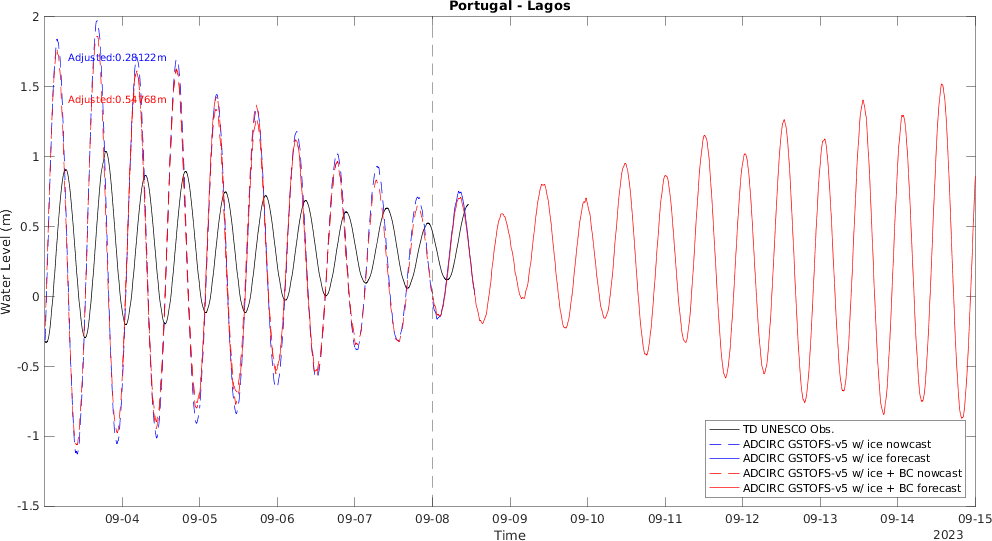 Portugal - Lagos
2
1.5
1
0.5
0
-0.5
-1
-1.5
Water Level (m)
Adjusted:0.28122m
Adjusted:0.54768m
TD UNESCO Obs.
ADCIRC GSTOFS-v5 w/ ice nowcast
ADCIRC GSTOFS-v5 w/ ice forecast
ADCIRC GSTOFS-v5 w/ ice + BC nowcast
ADCIRC GSTOFS-v5 w/ ice + BC forecast
09-04 09-05 09-06 09-07 09-08 09-09 09-10 09-11 09-12 09-13 09-14 09-15
Time
2023